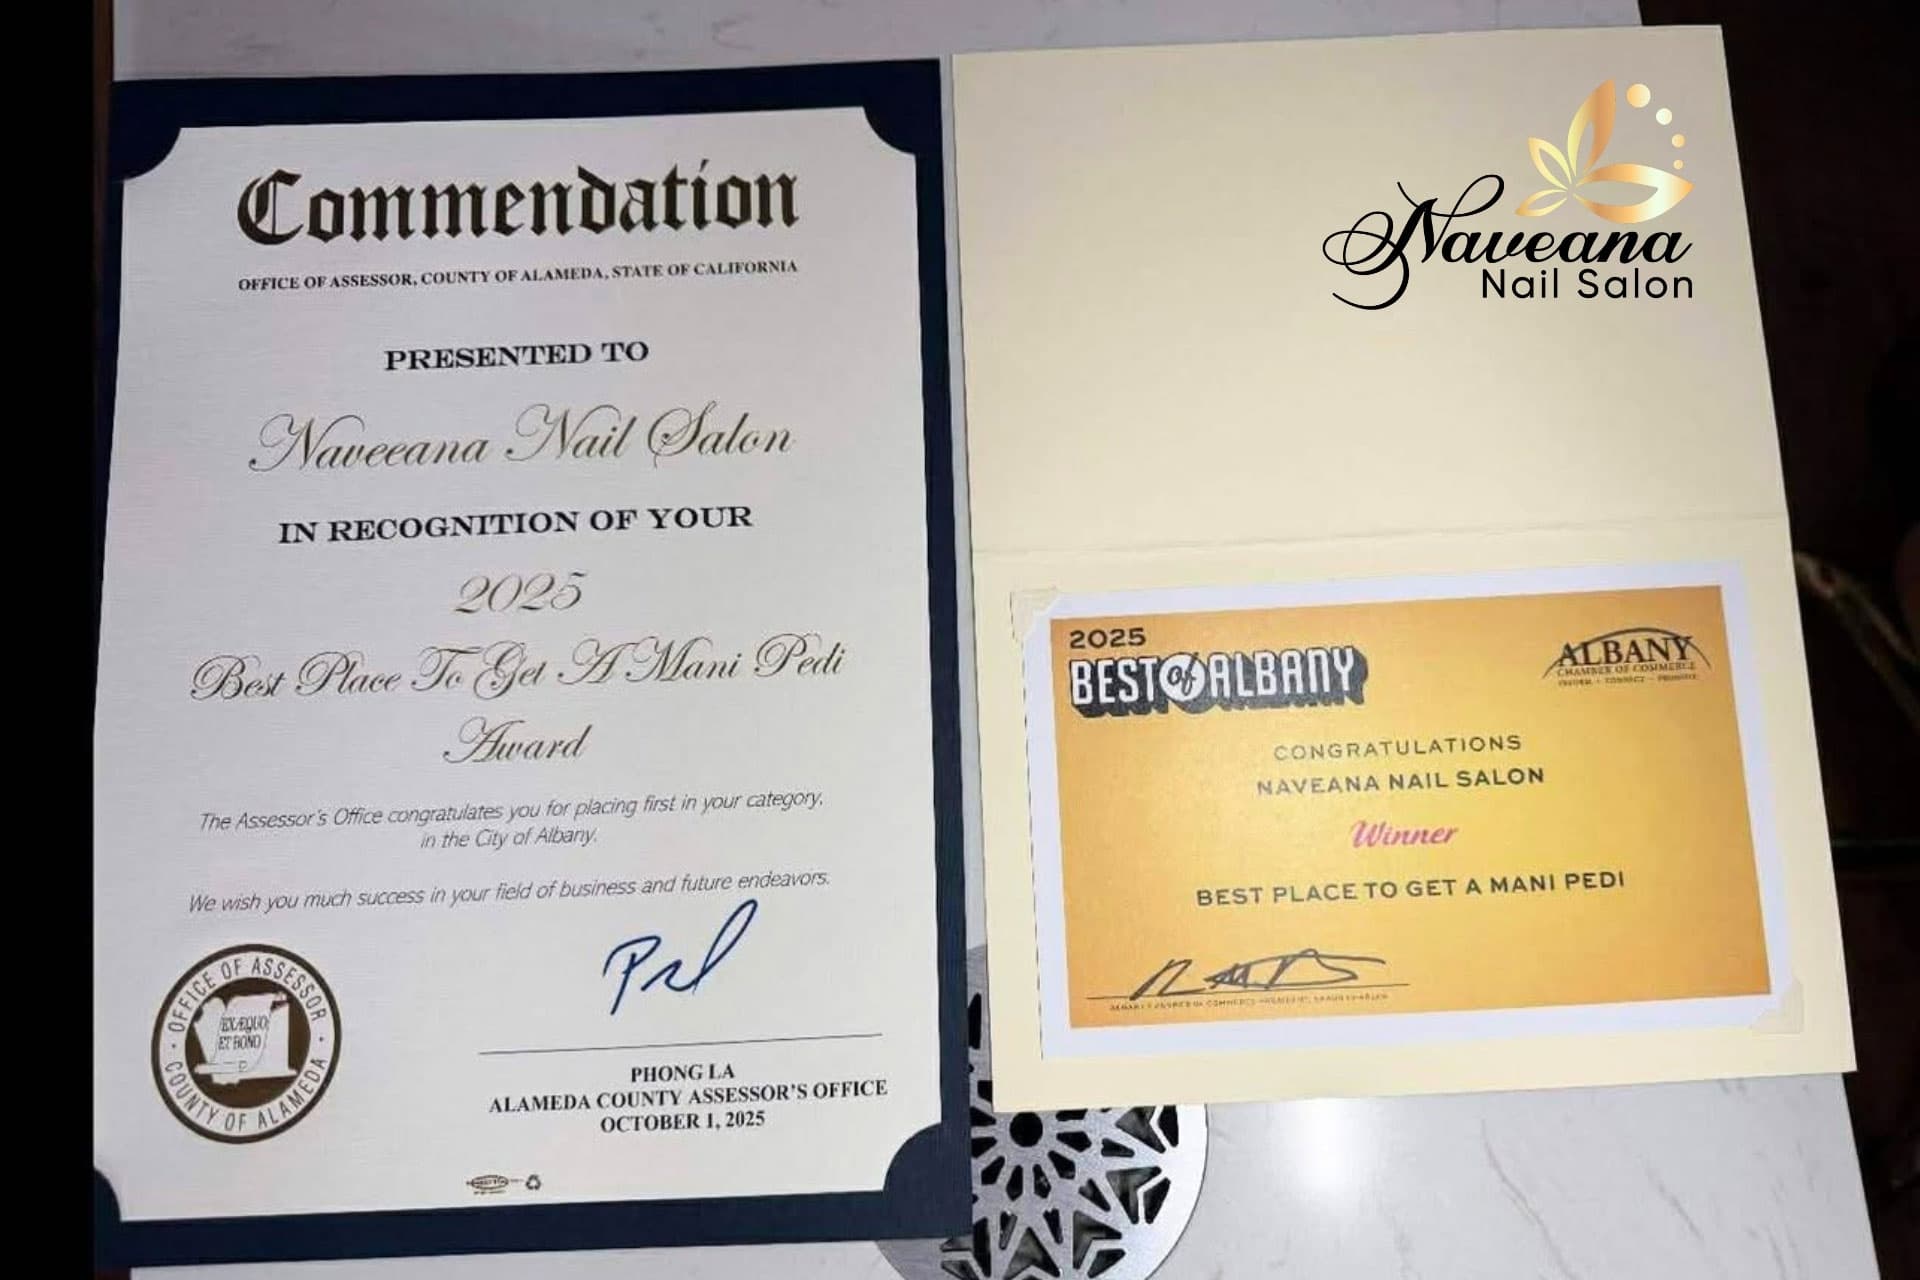 Commendation
OFFICE OF ASSESSOR, COUNTY OF ALAMEDA, STATE OF CALIFORNIA
PRESENTED TO
Naveeana Nail Salon
IN RECOGNITION OF YOUR
2025
Best Place To Get A Mani Pedi
Award
The Assessor's Office congratulates you for placing first in your category,
in the City of Albany.
We wish you much success in your field of business and future endeavors.
OFFICE OF ASSESSOR
COUNTY OF ALAMEDA
EX ÆQUO
ET BONO
PHONG LA
ALAMEDA COUNTY ASSESSOR'S OFFICE
OCTOBER 1, 2025
Naveana
Nail Salon
2025
BEST of ALBANY
ALBANY
CHAMBER OF COMMERCE
CONGRATULATIONS
NAVEANA NAIL SALON
Winner
BEST PLACE TO GET A MANI PEDI
ALBANY CHAMBER OF COMMERCE PRESIDENT,